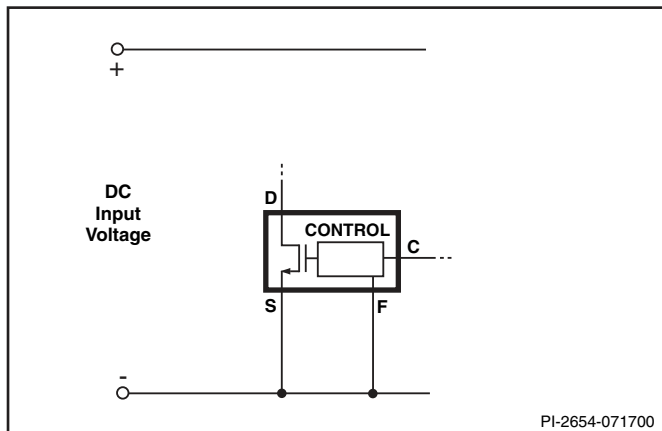 +
DC
Input
Voltage
D
CONTROL
C
S
F
-
PI-2654-071700